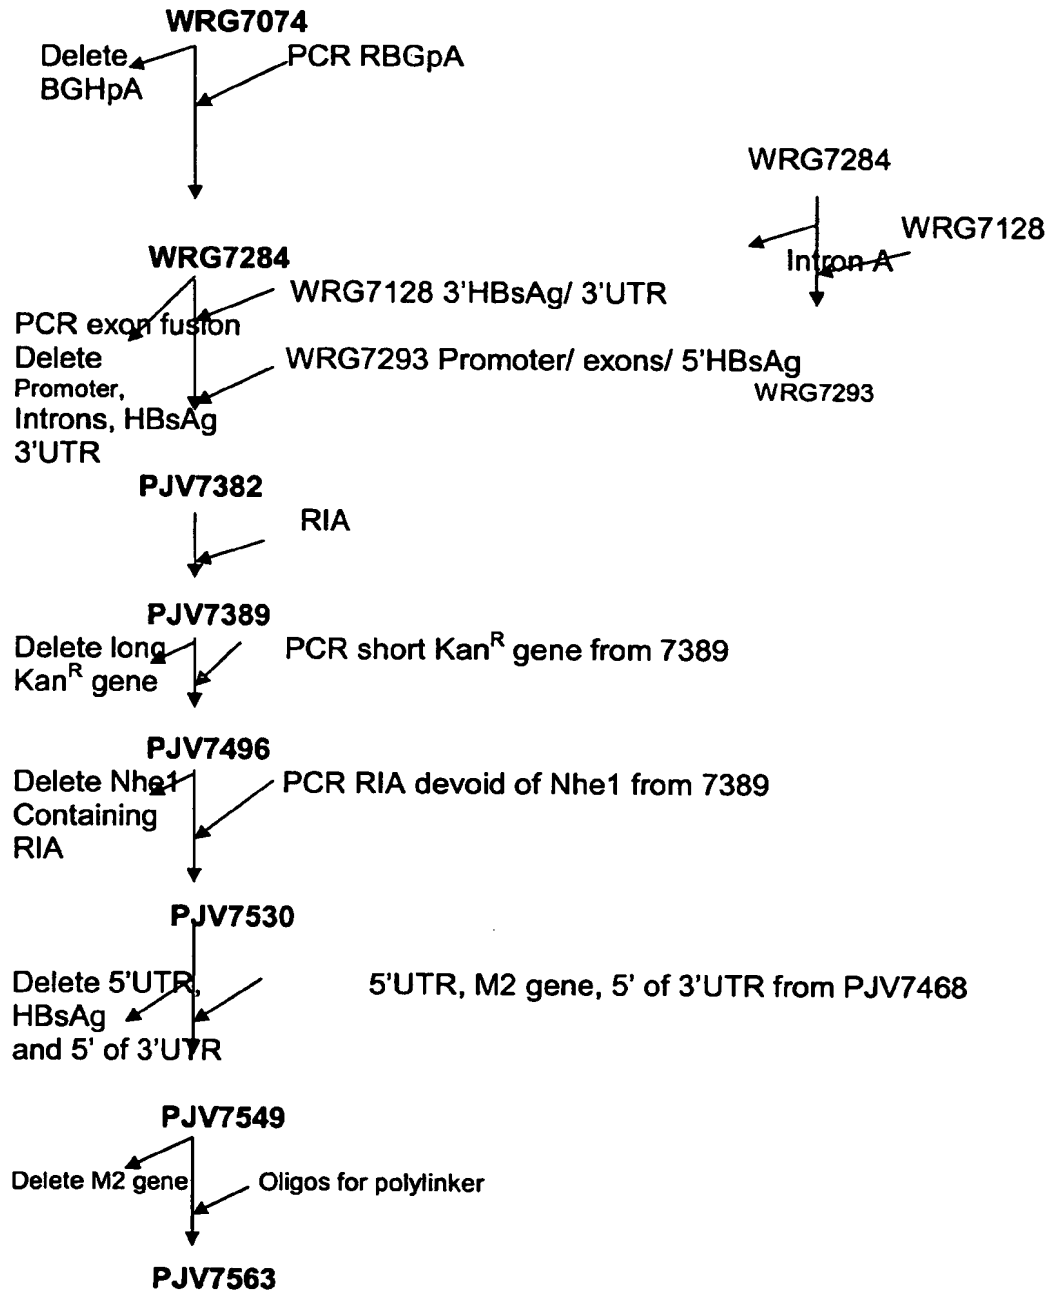 WRG7074
Delete
BGHpA
PCR RBGpA
WRG7284
WRG7128
Intron A
WRG7293
WRG7284
WRG7128 3'HBsAg/ 3'UTR
PCR exon fusion
Delete
Promoter,
Introns, HBsAg
3'UTR
WRG7293 Promoter/ exons/ 5'HBsAg
PJV7382
RIA
PJV7389
Delete long
Kan^R gene
PCR short Kan^R gene from 7389
PJV7496
Delete Nhe1
Containing
RIA
PCR RIA devoid of Nhe1 from 7389
PJV7530
Delete 5'UTR,
HBsAg
and 5' of 3'UTR
5'UTR, M2 gene, 5' of 3'UTR from PJV7468
PJV7549
Delete M2 gene
Oligos for polylinker
PJV7563